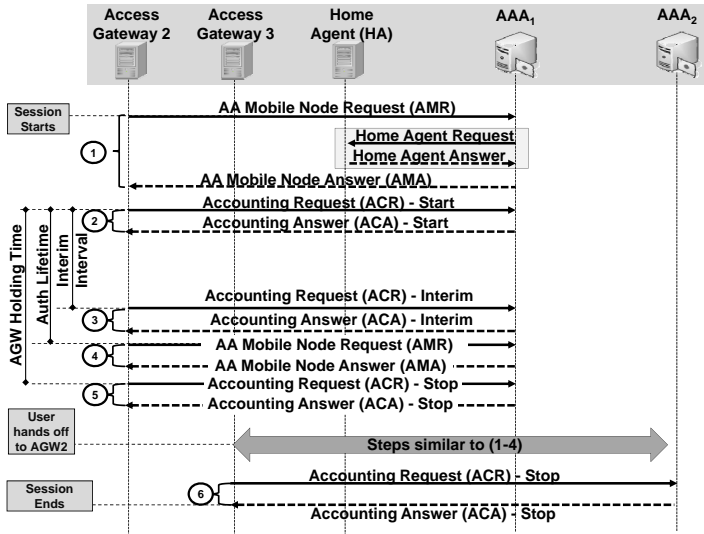 Access
Gateway 2
Access
Gateway 3
Home
Agent (HA)
AAA1
AAA2
Session
Starts
AA Mobile Node Request (AMR)
1
Home Agent Request
Home Agent Answer
AA Mobile Node Answer (AMA)
2
Accounting Request (ACR) - Start
Accounting Answer (ACA) - Start
AGW Holding Time
Auth Lifetime
Interim
Interval
3
Accounting Request (ACR) - Interim
Accounting Answer (ACA) - Interim
4
AA Mobile Node Request (AMR)
AA Mobile Node Answer (AMA)
5
Accounting Request (ACR) - Stop
Accounting Answer (ACA) - Stop
User
hands off
to AGW2
Steps similar to (1-4)
Session
Ends
6
Accounting Request (ACR) - Stop
Accounting Answer (ACA) - Stop